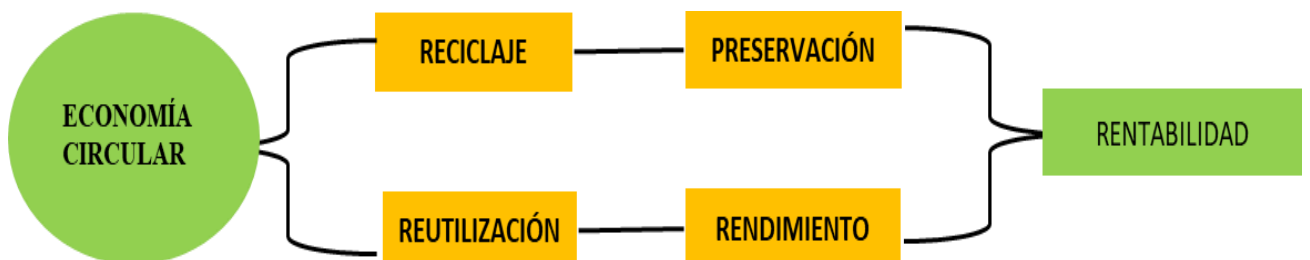 ECONOMÍA
CIRCULAR
RECICLAJE
PRESERVACIÓN
REUTILIZACIÓN
RENDIMIENTO
RENTABILIDAD